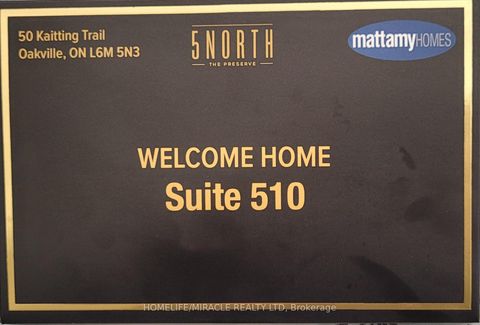 50 Kaitting Trail
Oakville, ON L6M 5N3
5NORTH
THE PRESERVE
mattamyHOMES
WELCOME HOME
Suite 510
HOMELIFE/MIRACLE REALTY LTD, Brokerage